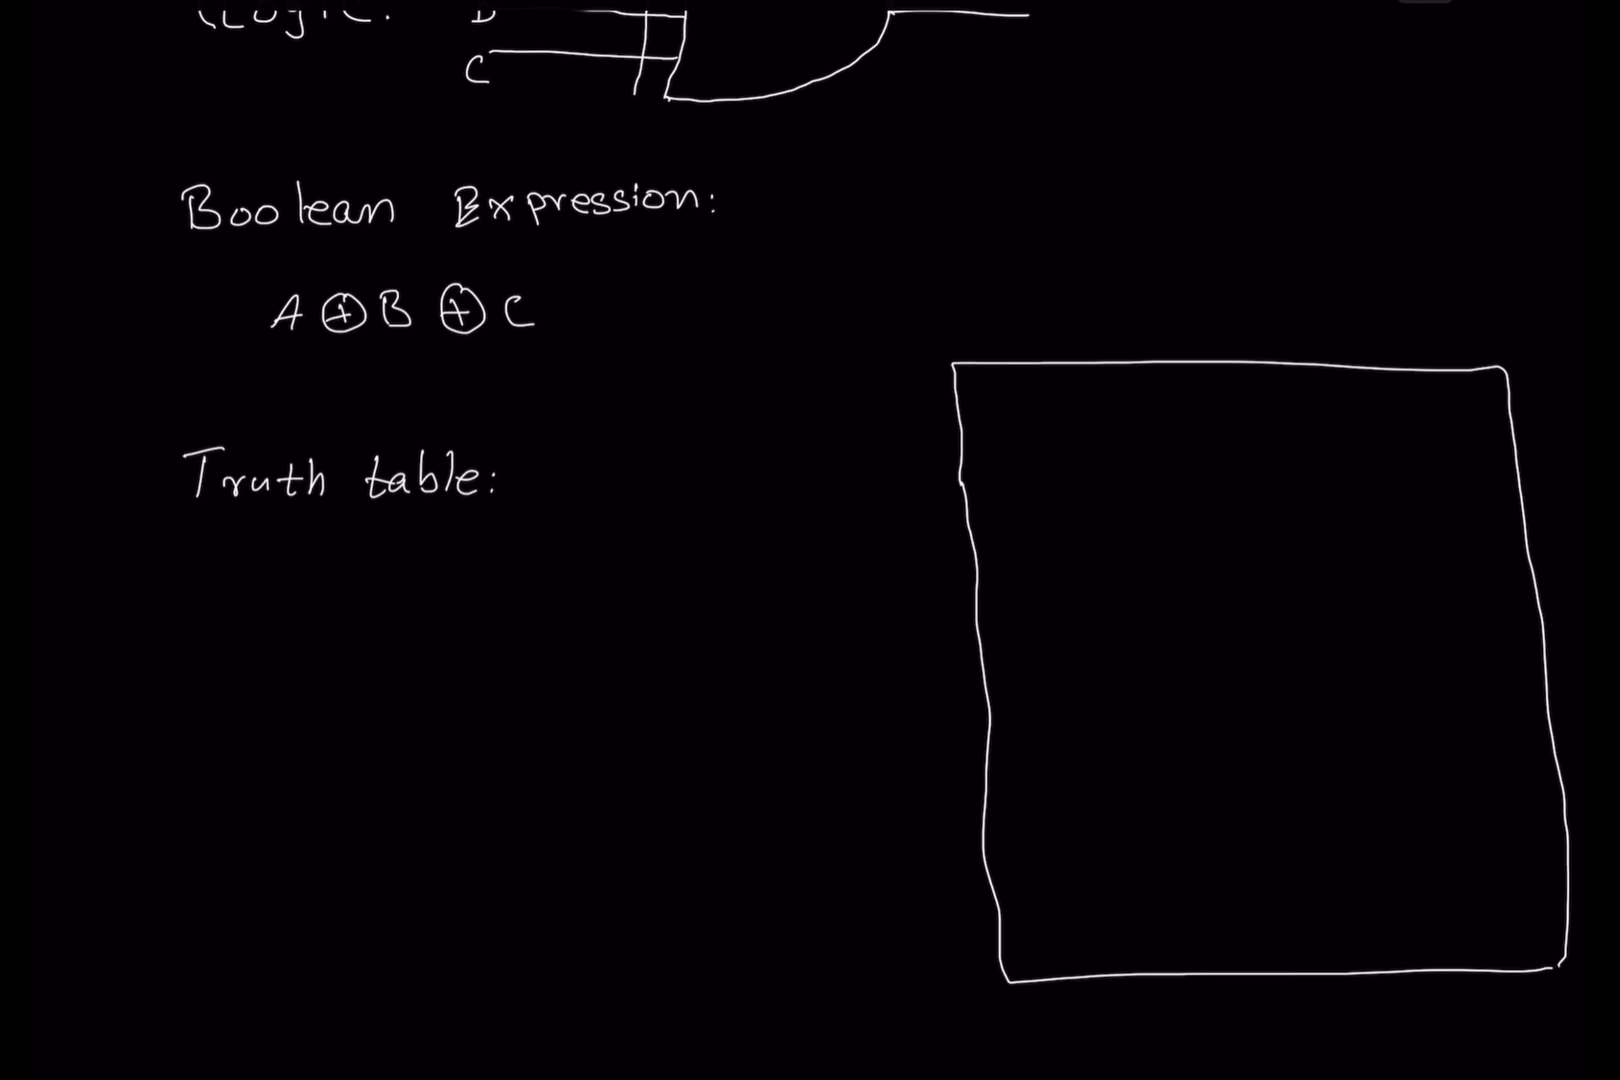 C
Boolean Expression:
A ⊕ B ⊕ C
Truth table: